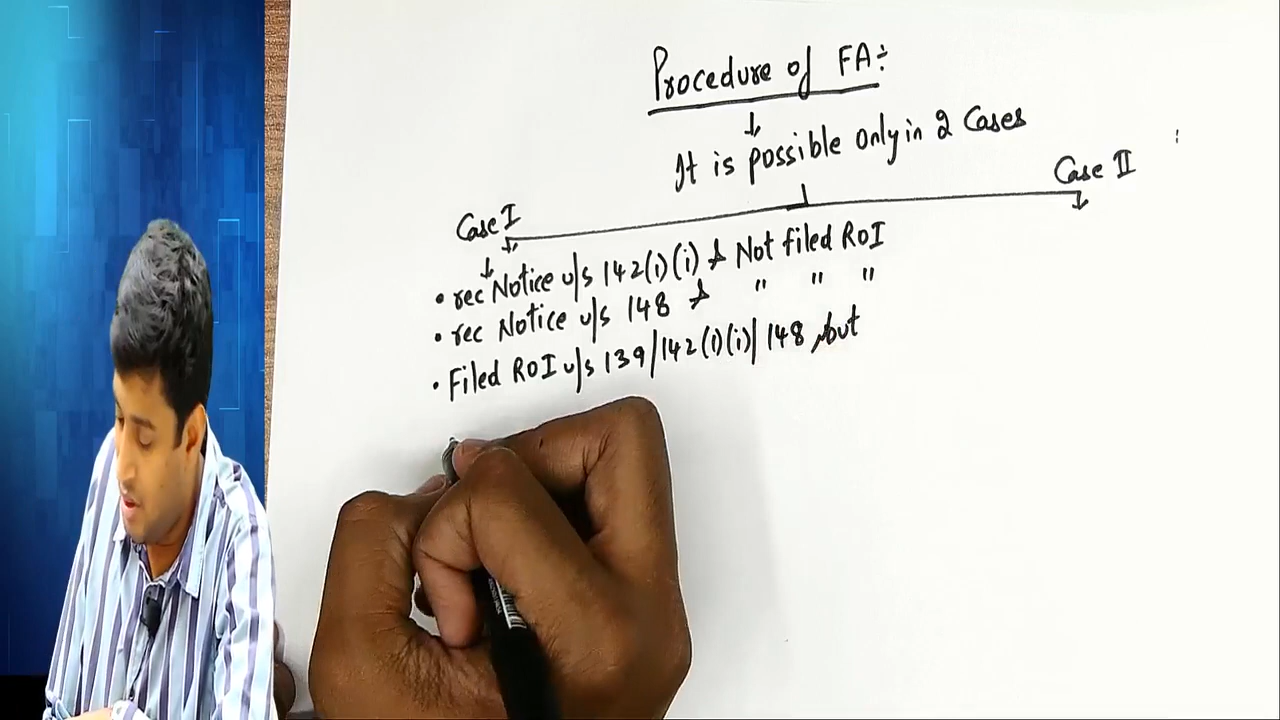 Procedure of FA÷
It is possible only in 2 Cases
Case I
Case II
• rec Notice u/s 142(1)(i) & Not filed RoI
• rec Notice u/s 148 & " " "
• Filed ROI u/s 139/142(1)(i)/148, but